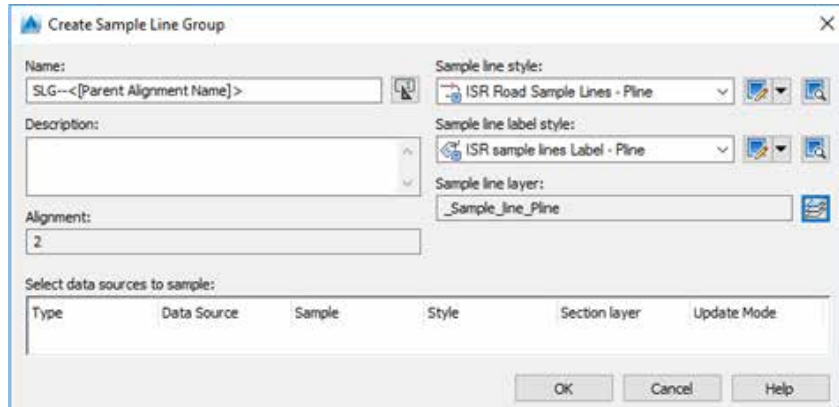 Create Sample Line Group
Name:
SLG--<[Parent Alignment Name]>
Description:
Alignment:
2
Sample line style:
ISR Road Sample Lines - Pline
Sample line label style:
ISR sample lines Label - Pline
Sample line layer:
_Sample_line_Pline
Select data sources to sample:
Type Data Source Sample Style Section layer Update Mode
OK Cancel Help